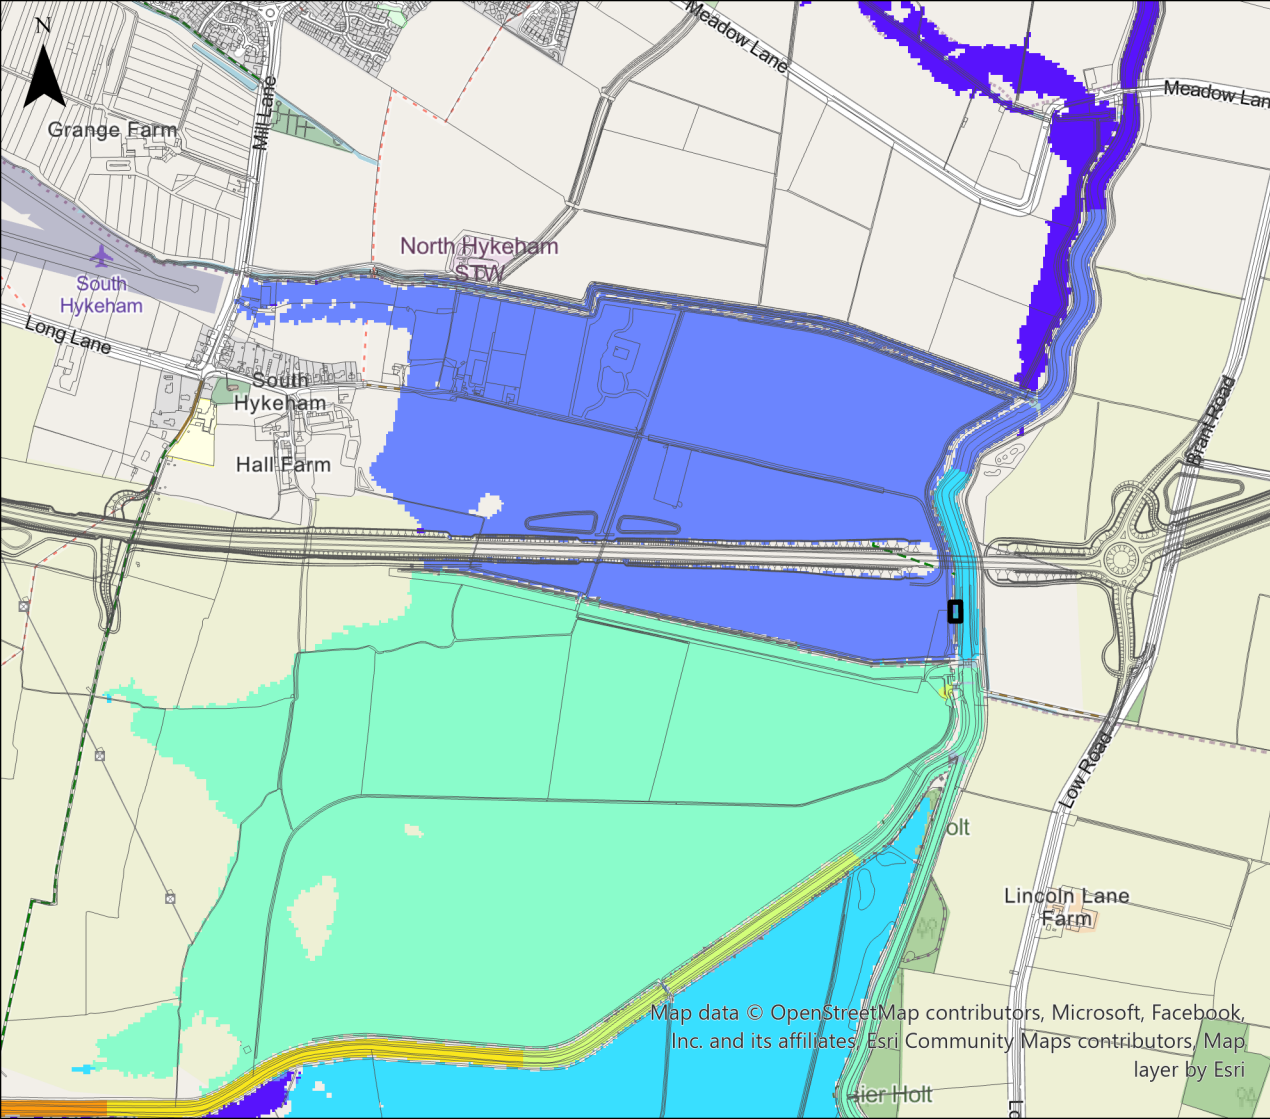 N
Meadow Lane
Meadow Lan
Mill Lane
Grange Farm
North Hykeham
STW
South
Hykeham
Long Lane
South
Hykeham
Hall Farm
Brant Road
Low Road
olt
Lincoln Lane
Farm
Map data © OpenStreetMap contributors, Microsoft, Facebook,
Inc. and its affiliates, Esri Community Maps contributors, Map
layer by Esri
sier Holt
Lo